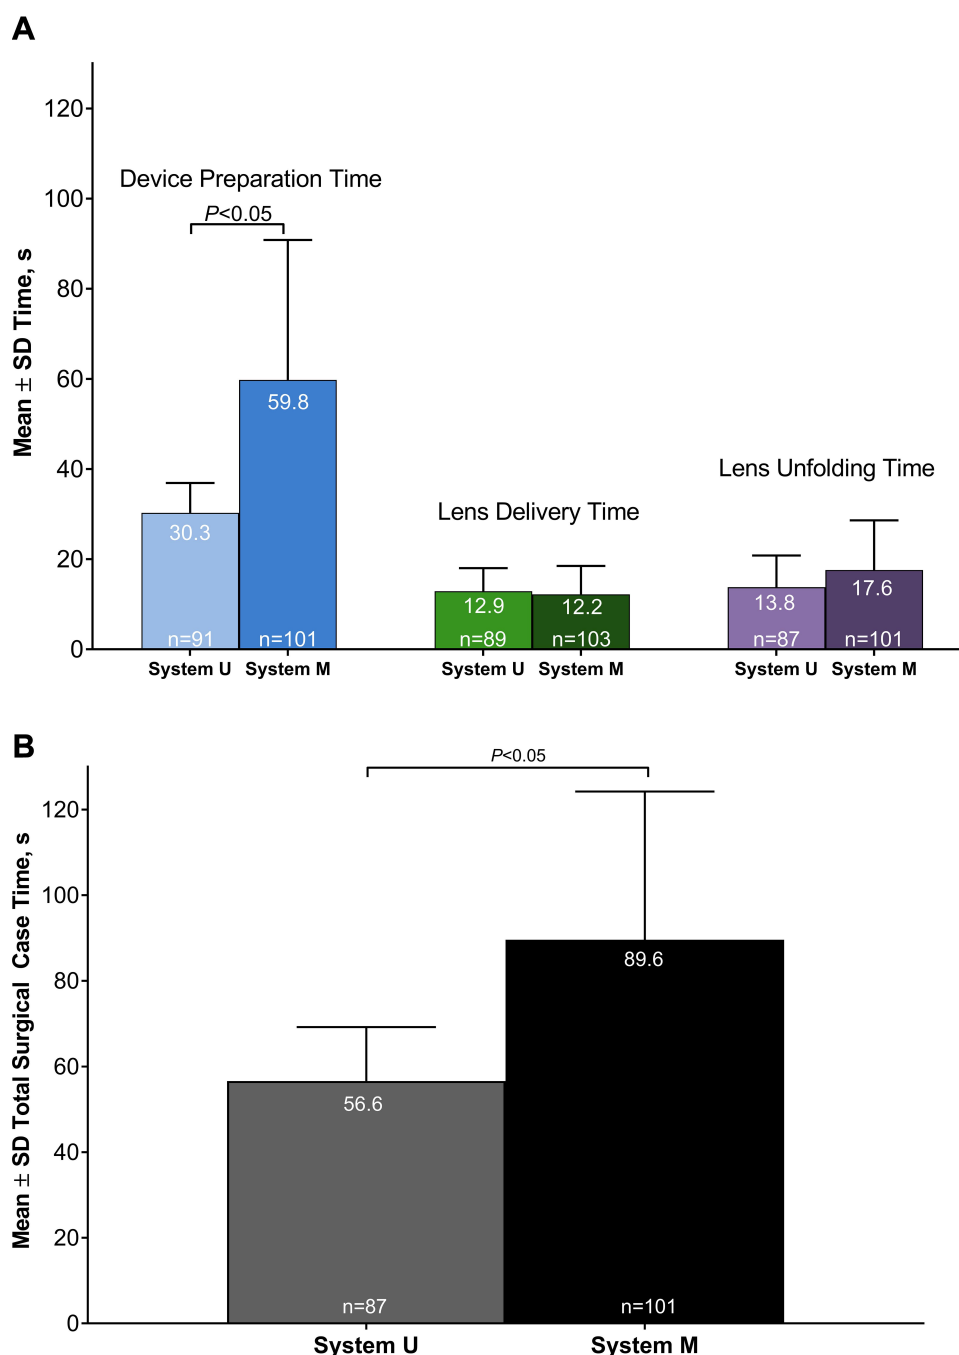 A
Mean ± SD Time, s
120
100
80
60
40
20
0
Device Preparation Time
P<0.05
59.8
30.3
n=91
n=101
System U
System M
Lens Delivery Time
12.9
12.2
n=89
n=103
System U
System M
Lens Unfolding Time
13.8
17.6
n=87
n=101
System U
System M
B
Mean ± SD Total Surgical Case Time, s
120
100
80
60
40
20
0
P<0.05
89.6
56.6
n=87
n=101
System U
System M